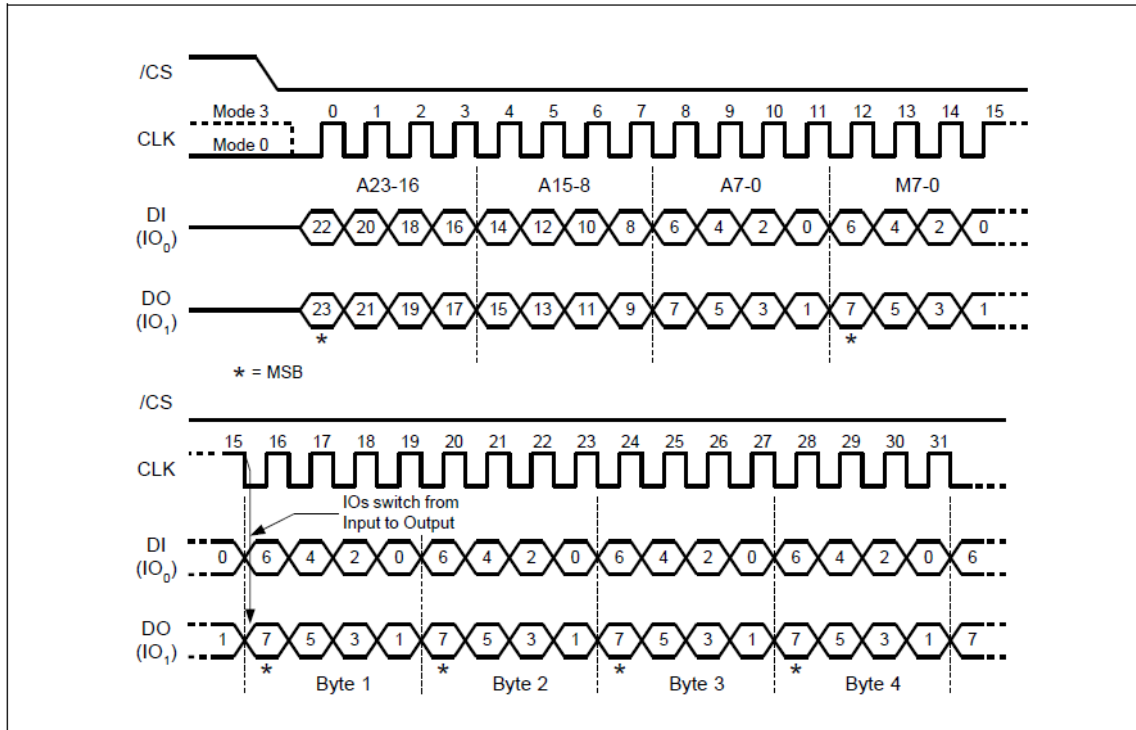 /CS
Mode 3
0 1 2 3 4 5 6 7 8 9 10 11 12 13 14 15
CLK
Mode 0
A23-16 A15-8 A7-0 M7-0
DI
(IO0)
22 20 18 16 14 12 10 8 6 4 2 0 6 4 2 0
DO
(IO1)
23 21 19 17 15 13 11 9 7 5 3 1 7 5 3 1
* *
* = MSB
/CS
15 16 17 18 19 20 21 22 23 24 25 26 27 28 29 30 31
CLK
IOs switch from
Input to Output
DI
(IO0)
0 6 4 2 0 6 4 2 0 6 4 2 0 6 4 2 0 6
DO
(IO1)
1 7 5 3 1 7 5 3 1 7 5 3 1 7 5 3 1 7
* * * *
Byte 1 Byte 2 Byte 3 Byte 4